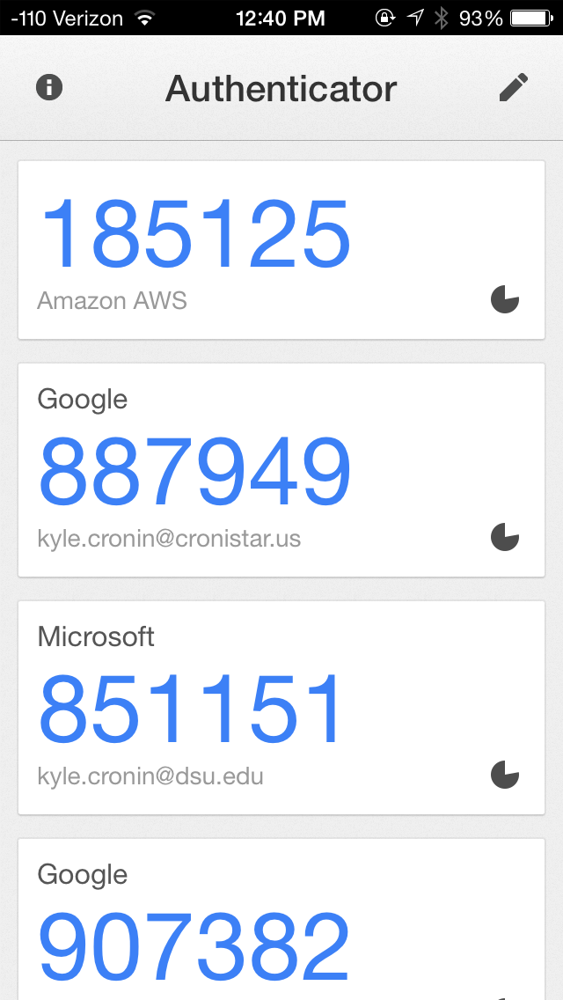 -110 Verizon 12:40 PM 93%
Authenticator
185125
Amazon AWS
Google
887949
kyle.cronin@cronistar.us
Microsoft
851151
kyle.cronin@dsu.edu
Google
907382